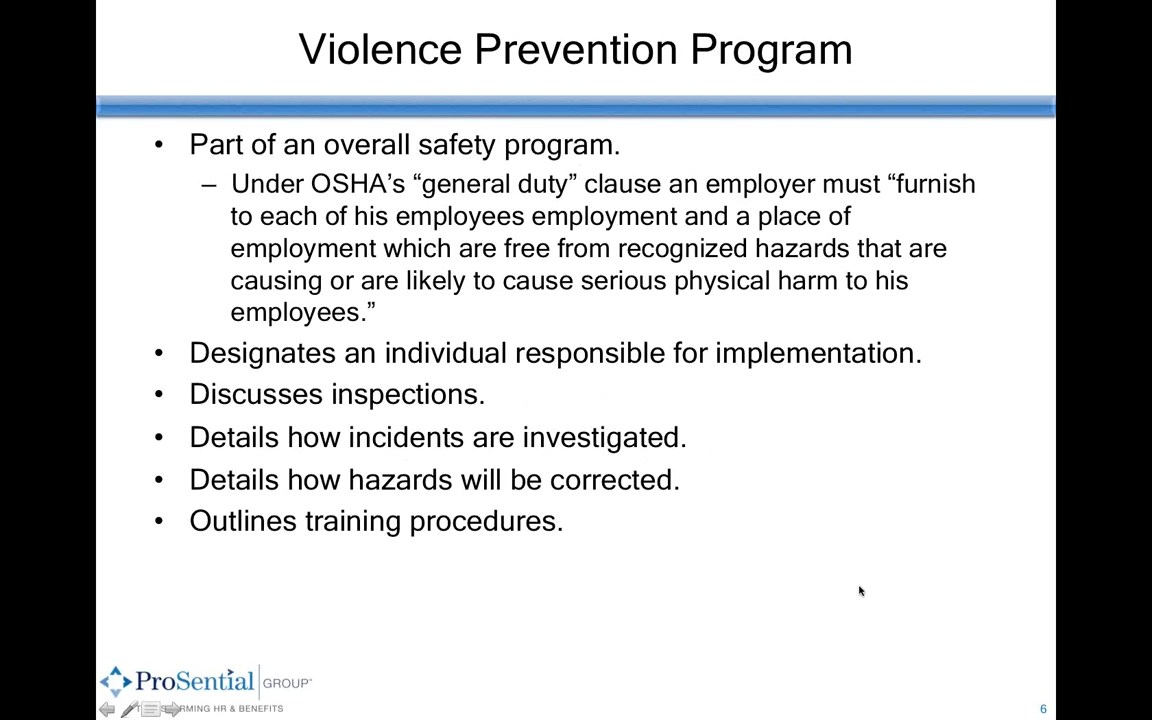 Violence Prevention Program
• Part of an overall safety program.
– Under OSHA’s “general duty” clause an employer must “furnish
to each of his employees employment and a place of
employment which are free from recognized hazards that are
causing or are likely to cause serious physical harm to his
employees.”
• Designates an individual responsible for implementation.
• Discusses inspections.
• Details how incidents are investigated.
• Details how hazards will be corrected.
• Outlines training procedures.
ProSential GROUP
HR & BENEFITS
6